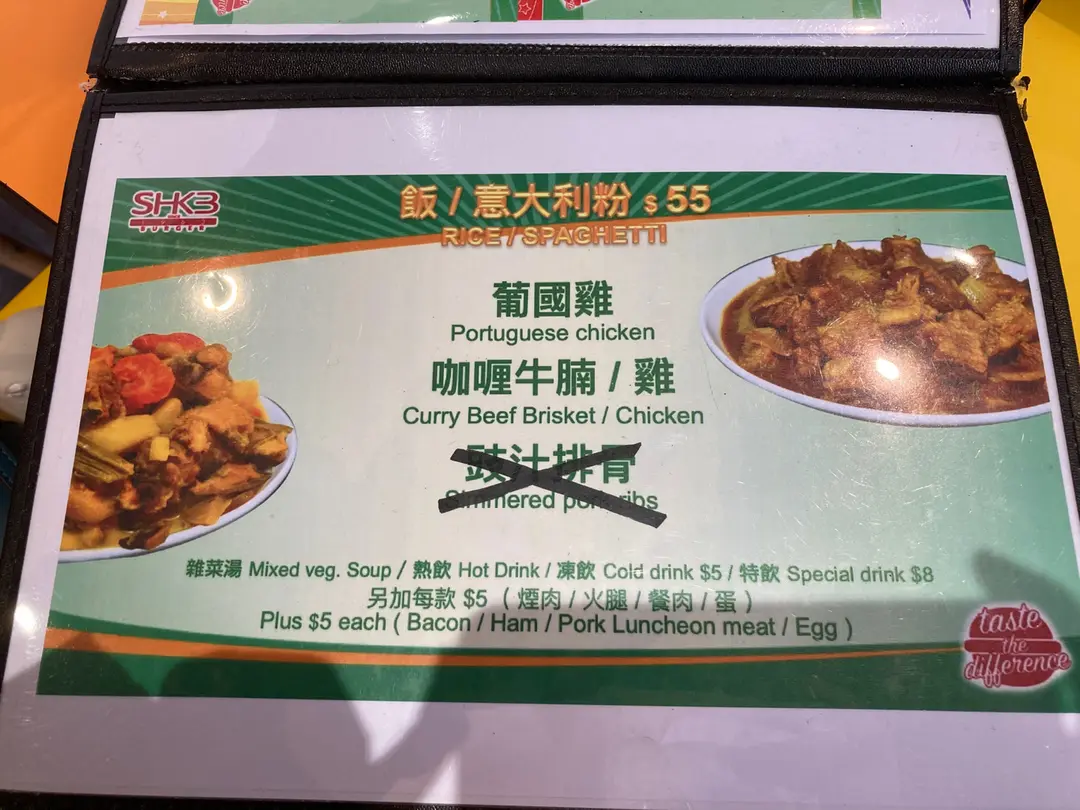 SHKB
BURGER
飯 / 意大利粉 $ 55
RICE / SPAGHETTI
葡國雞
Portuguese chicken
咖喱牛腩 / 雞
Curry Beef Brisket / Chicken
豉汁排骨
Simmered pork ribs
雜菜湯 Mixed veg. Soup / 熱飲 Hot Drink / 凍飲 Cold drink $5 / 特飲 Special drink $8
另加每款 $5 ( 煙肉 / 火腿 / 餐肉 / 蛋 )
Plus $5 each ( Bacon / Ham / Pork Luncheon meat / Egg )
taste
the
difference